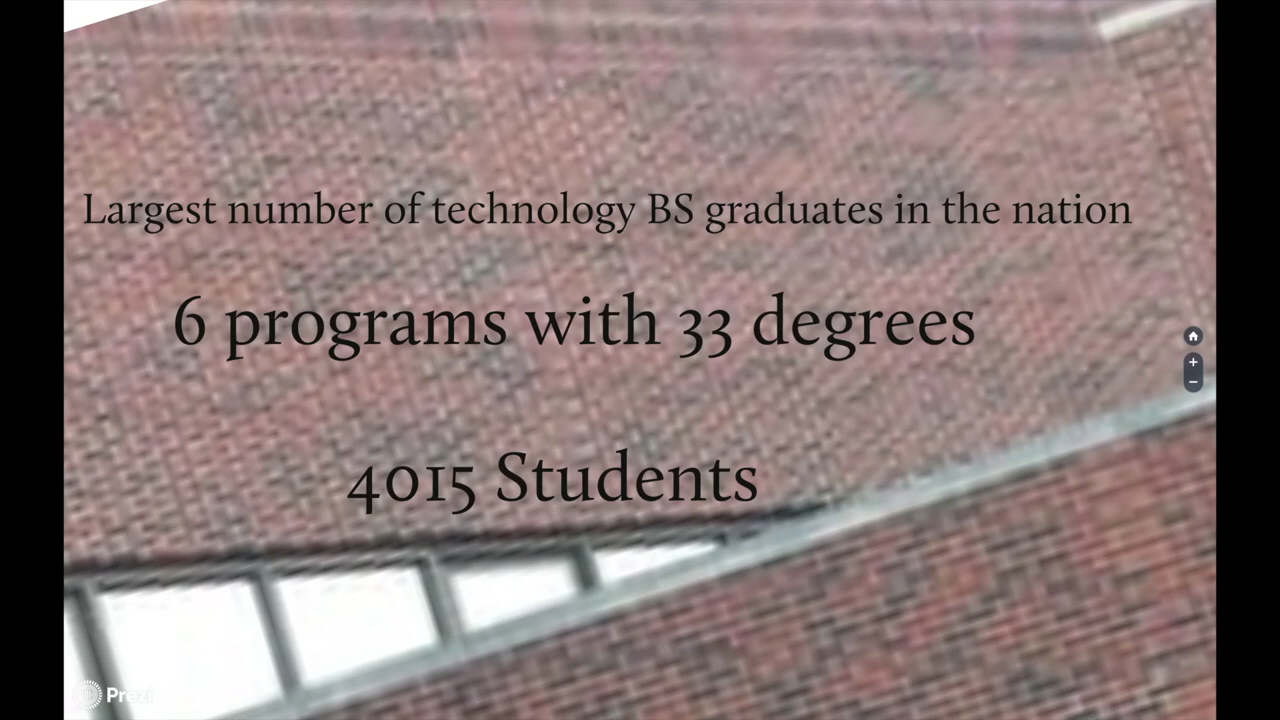 Largest number of technology BS graduates in the nation
6 programs with 33 degrees
4015 Students
Prezi